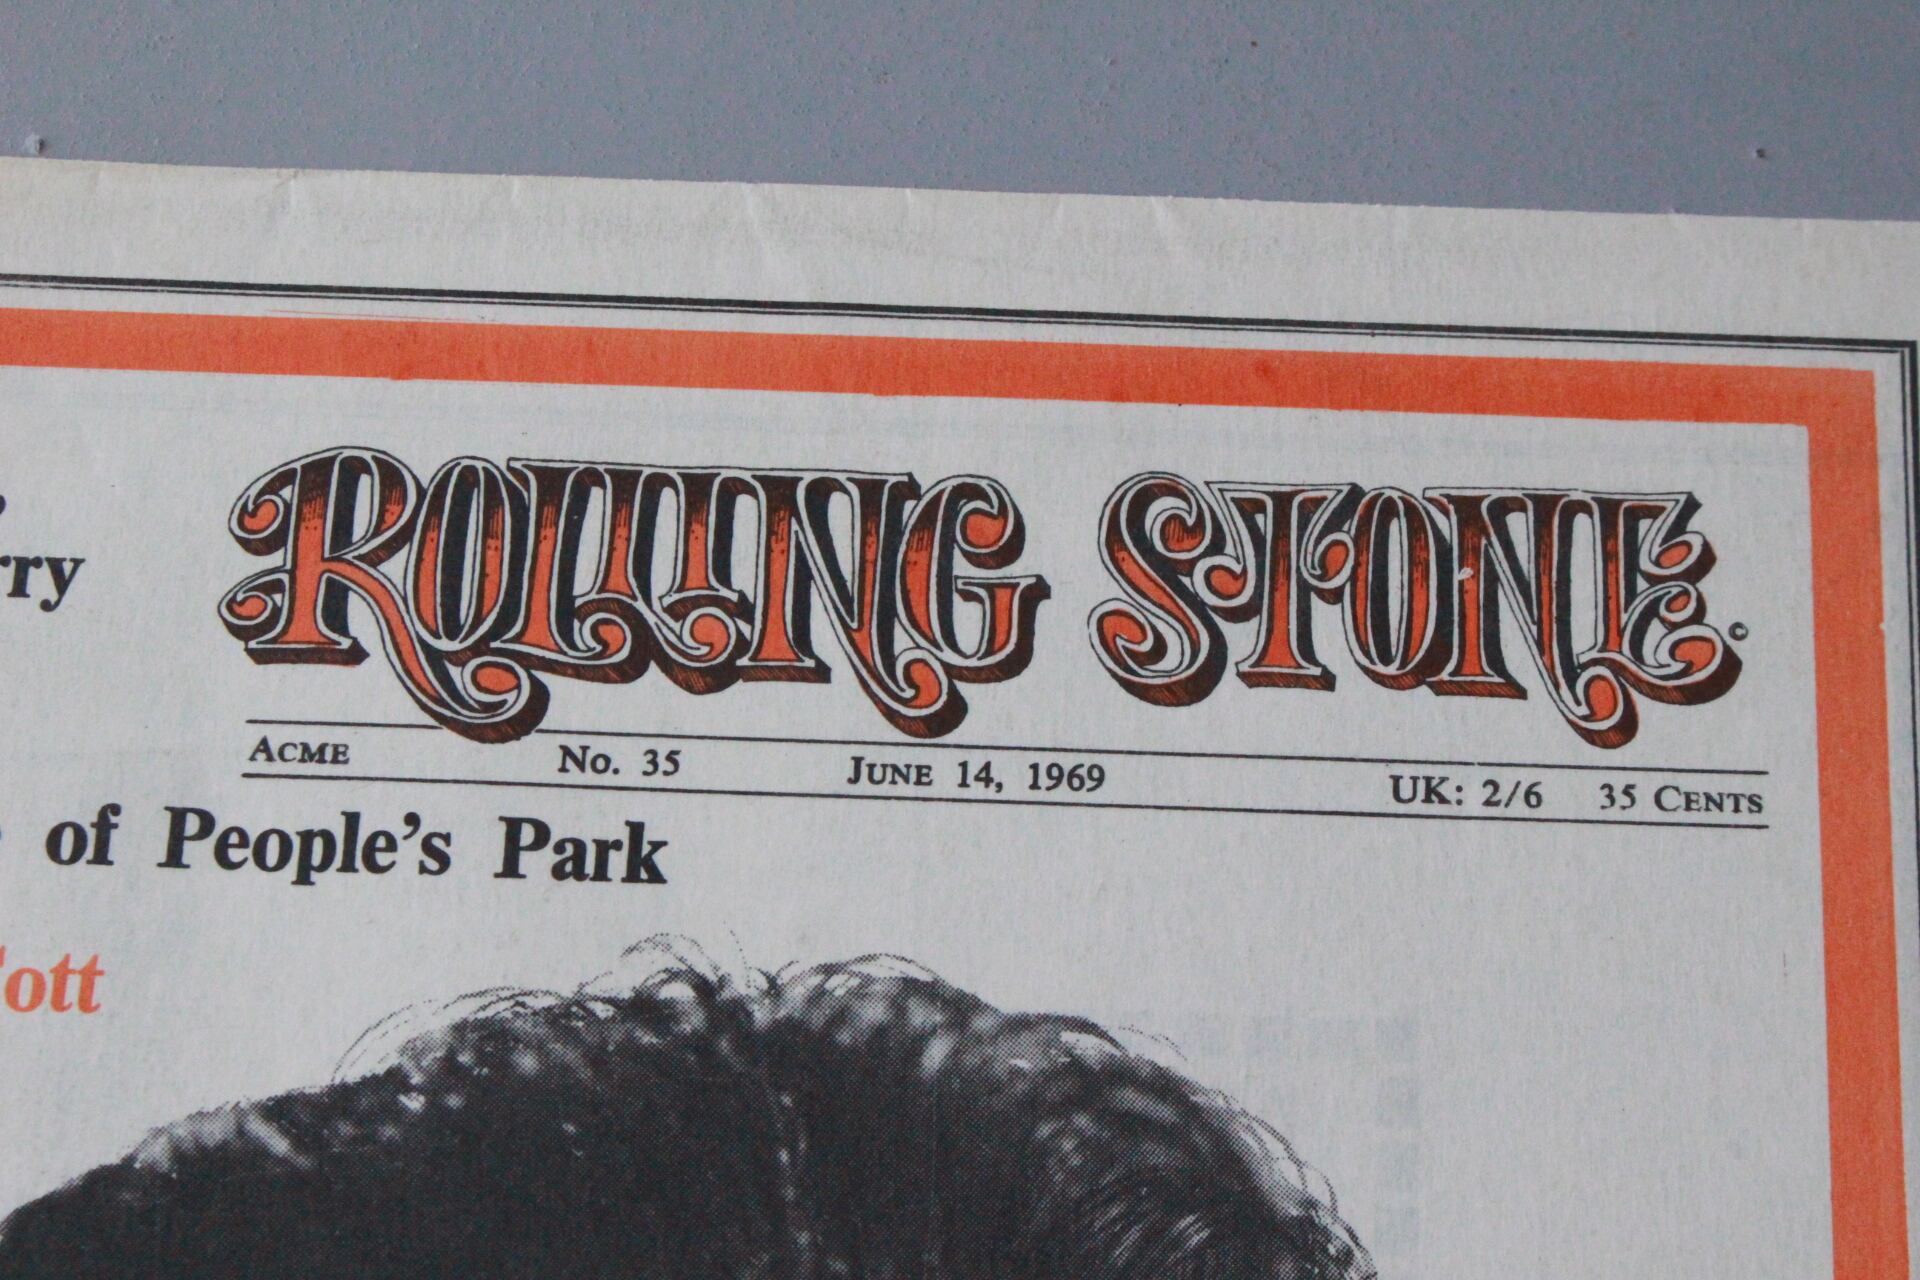 rry
ROLLING STONE
©
ACME No. 35 JUNE 14, 1969 UK: 2/6 35 CENTS
of People's Park
ott